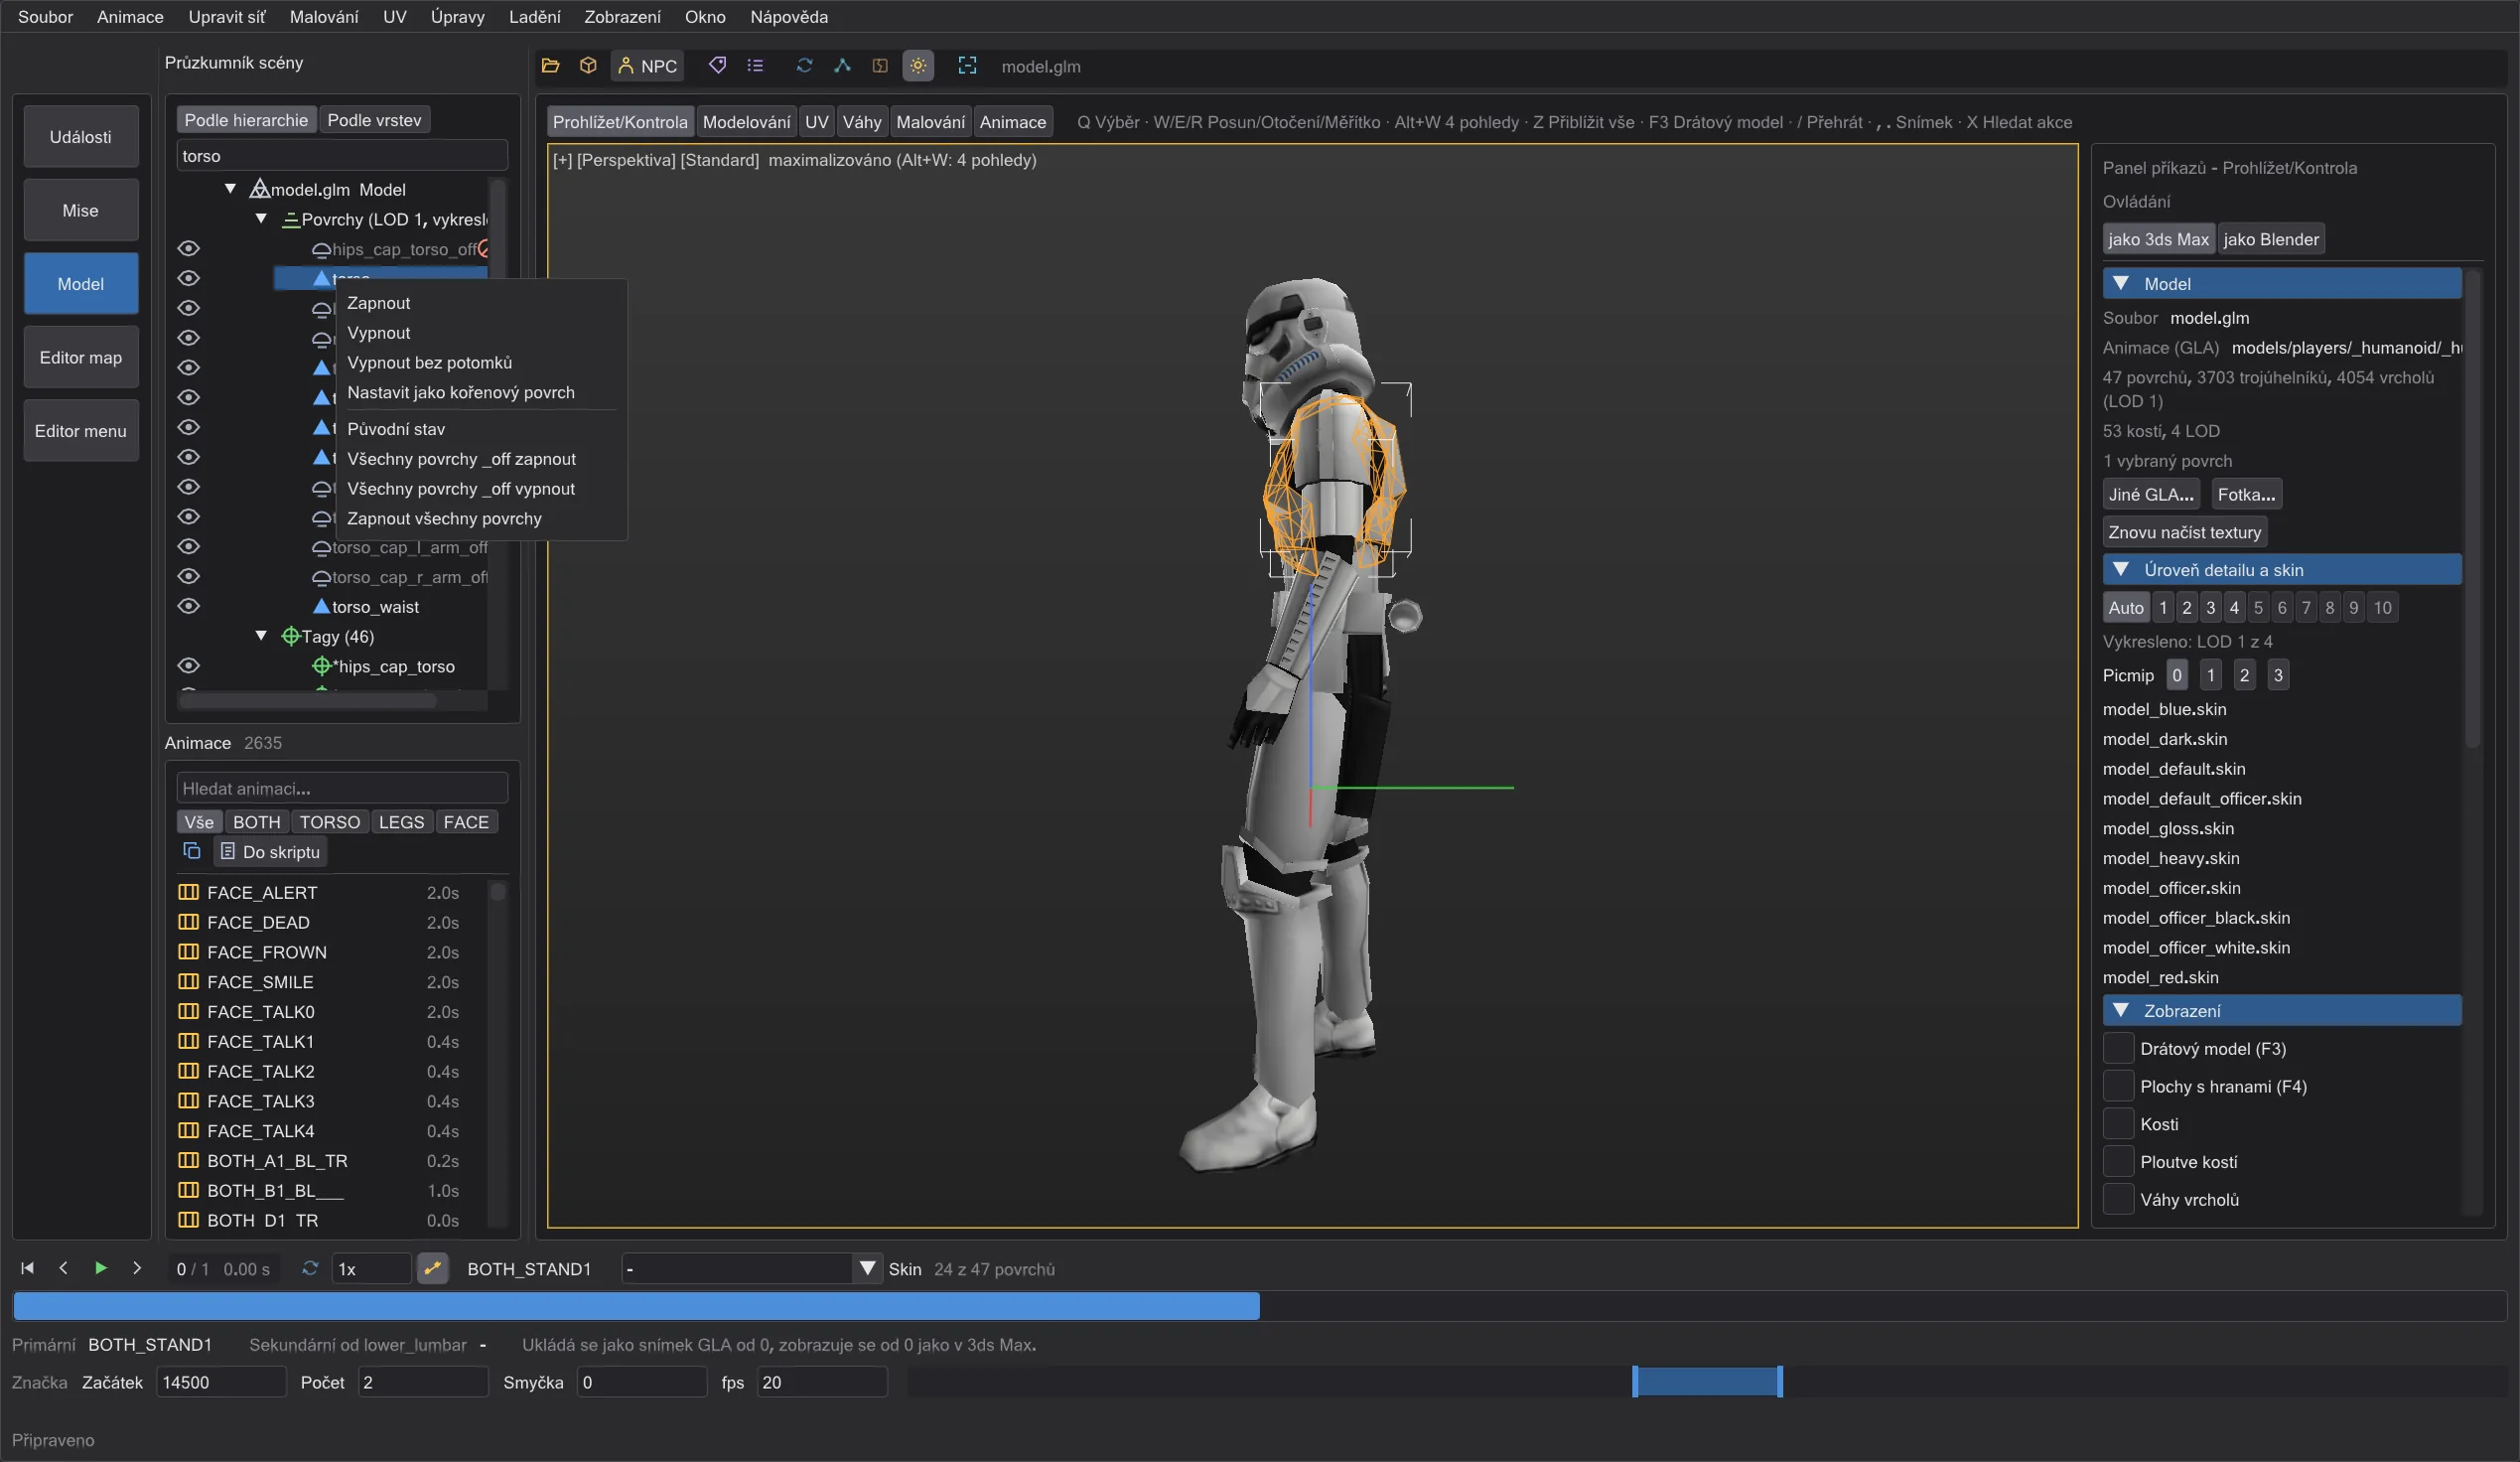 Soubor Animace Upravit síť Malování UV Úpravy Ladění Zobrazení Okno Nápověda
Průzkumník scény
NPC model.glm
Události
Mise
Model
Editor map
Editor menu
Podle hierarchie Podle vrstev
torso
model.glm Model
Povrchy (LOD 1, vykresl
hips_cap_torso_off
torso
Zapnout
Vypnout
Vypnout bez potomků
Nastavit jako kořenový povrch
Původní stav
Všechny povrchy _off zapnout
Všechny povrchy _off vypnout
Zapnout všechny povrchy
torso_cap_l_arm_off
torso_cap_r_arm_off
torso_waist
Tagy (46)
*hips_cap_torso
Animace 2635
Hledat animaci...
Vše BOTH TORSO LEGS FACE
Do skriptu
FACE_ALERT 2.0s
FACE_DEAD 2.0s
FACE_FROWN 2.0s
FACE_SMILE 2.0s
FACE_TALK0 2.0s
FACE_TALK1 0.4s
FACE_TALK2 0.4s
FACE_TALK3 0.4s
FACE_TALK4 0.4s
BOTH_A1_BL_TR 0.2s
BOTH_B1_BL___ 1.0s
BOTH_D1_TR 0.0s
Prohlížet/Kontrola Modelování UV Váhy Malování Animace Q Výběr · W/E/R Posun/Otočení/Měřítko · Alt+W 4 pohledy · Z Přiblížit vše · F3 Drátový model · / Přehrát · , . Snímek · X Hledat akce
[+] [Perspektiva] [Standard] maximalizováno (Alt+W: 4 pohledy)
Panel příkazů - Prohlížet/Kontrola
Ovládání
jako 3ds Max jako Blender
Model
Soubor model.glm
Animace (GLA) models/players/_humanoid/_h
47 povrchů, 3703 trojúhelníků, 4054 vrcholů
(LOD 1)
53 kostí, 4 LOD
1 vybraný povrch
Jiné GLA... Fotka...
Znovu načíst textury
Úroveň detailu a skin
Auto 1 2 3 4 5 6 7 8 9 10
Vykresleno: LOD 1 z 4
Picmip 0 1 2 3
model_blue.skin
model_dark.skin
model_default.skin
model_default_officer.skin
model_gloss.skin
model_heavy.skin
model_officer.skin
model_officer_black.skin
model_officer_white.skin
model_red.skin
Zobrazení
Drátový model (F3)
Plochy s hranami (F4)
Kosti
Ploutve kostí
Váhy vrcholů
0 / 1 0.00 s 1x BOTH_STAND1 - Skin 24 z 47 povrchů
Primární BOTH_STAND1 Sekundární od lower_lumbar - Ukládá se jako snímek GLA od 0, zobrazuje se od 0 jako v 3ds Max.
Značka Začátek 14500 Počet 2 Smyčka 0 fps 20
Připraveno